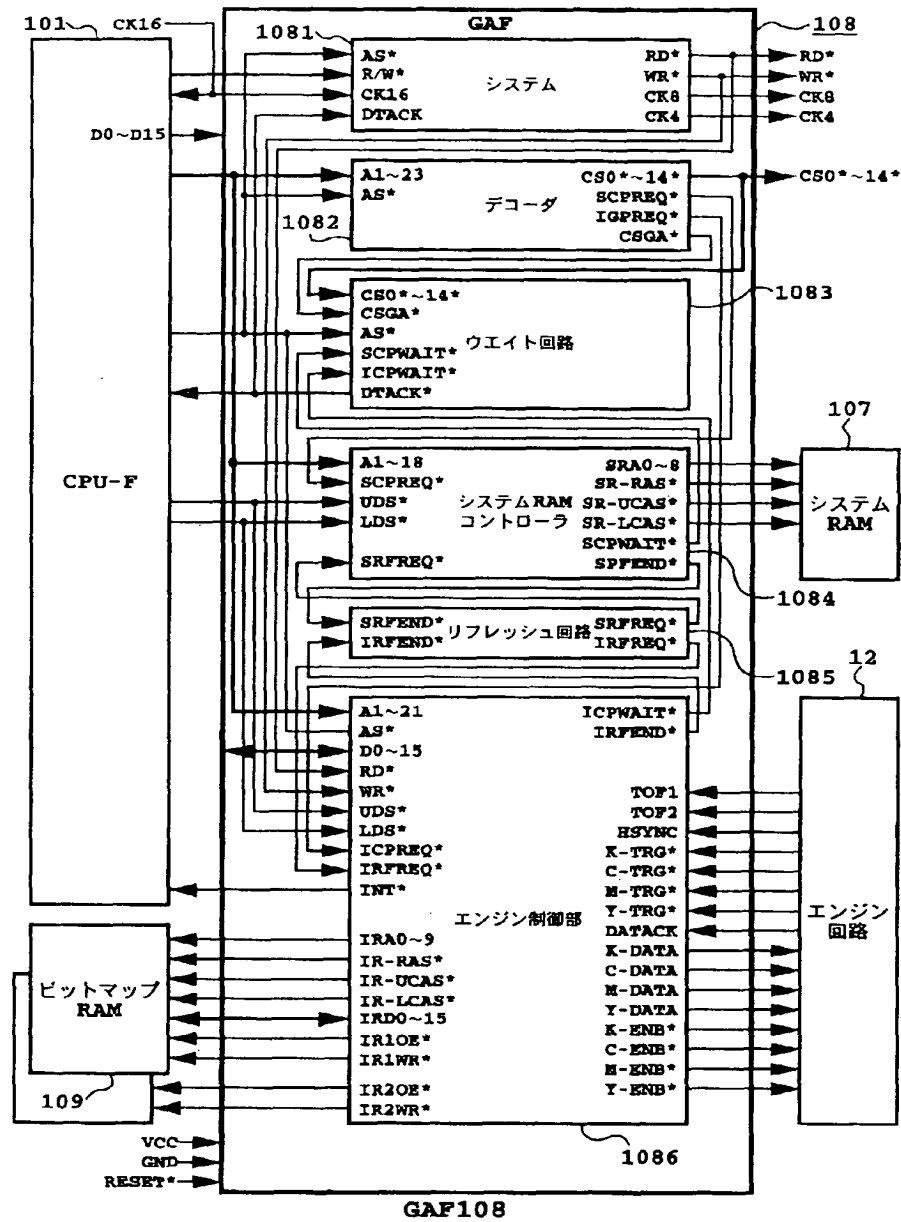 GAF
108
101
CK16
CPU-F
D0~D15
1081
AS*
R/W*
CK16
DTACK
システム
RD*
WR*
CK8
CK4
RD*
WR*
CK8
CK4
1082
A1~23
AS*
デコーダ
CS0*~14*
SCPREQ*
IGPREQ*
CSGA*
CS0*~14*
1083
CS0*~14*
CSGA*
AS*
SCPWAIT*
ICPWAIT*
DTACK*
ウエイト回路
A1~18
SCPREQ*
UDS*
LDS*
SRFREQ*
システムRAM
コントローラ
SRA0~8
SR-RAS*
SR-UCAS*
SR-LCAS*
SCPWAIT*
SPFEND*
1084
107
システム
RAM
SRFEND*
IRFEND*
リフレッシュ回路
SRFREQ*
IRFREQ*
1085
A1~21
AS*
D0~15
RD*
WR*
UDS*
LDS*
ICPREQ*
IRFREQ*
INT*
IRA0~9
IR-RAS*
IR-UCAS*
IR-LCAS*
IRD0~15
IR1OE*
IR1WR*
IR2OE*
IR2WR*
エンジン制御部
ICPWAIT*
IRFEND*
TOF1
TOF2
HSYNC
K-TRG*
C-TRG*
M-TRG*
Y-TRG*
DATACK
K-DATA
C-DATA
M-DATA
Y-DATA
K-ENB*
C-ENB*
M-ENB*
Y-ENB*
1086
12
エンジン
回路
ビットマップ
RAM
109
VCC
GND
RESET*
GAF108